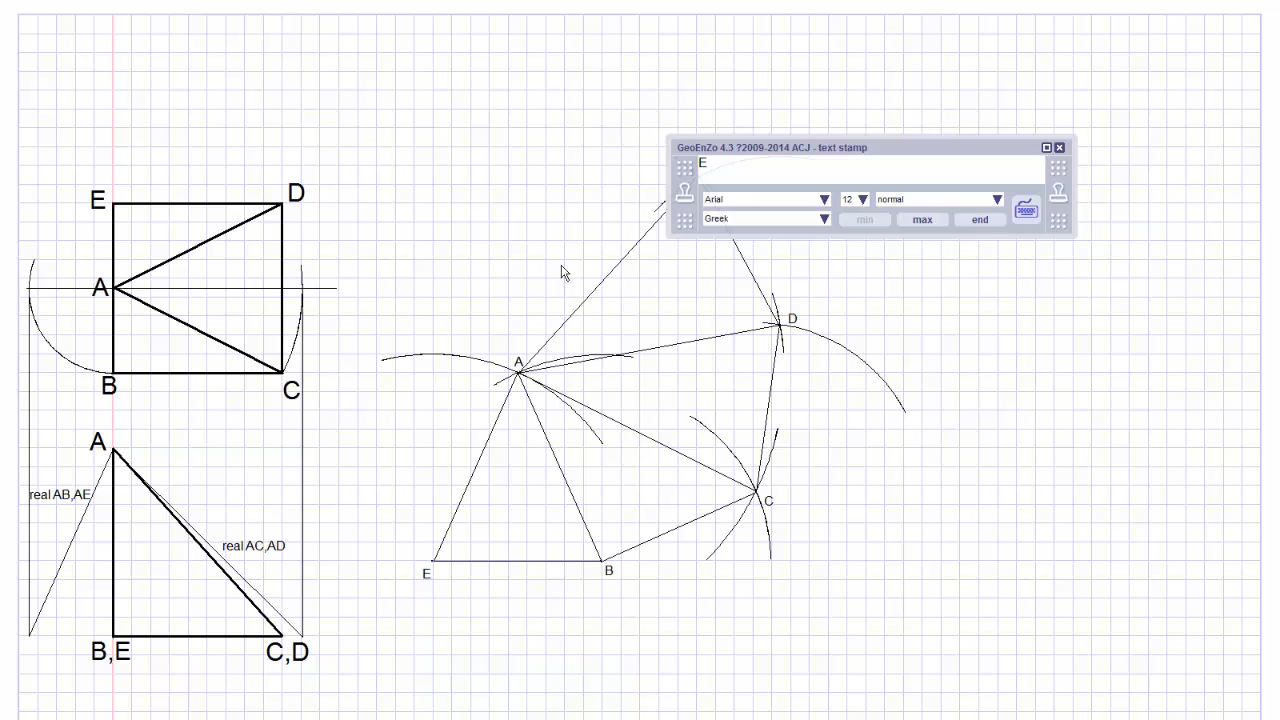 GeoEnZo 4.3 ?2009-2014 ACJ - text stamp
E
Arial
12
normal
Greek
min
max
end
E
D
A
B
C
A
real AB,AE
real AC,AD
B,E
C,D
D
A
C
E
B